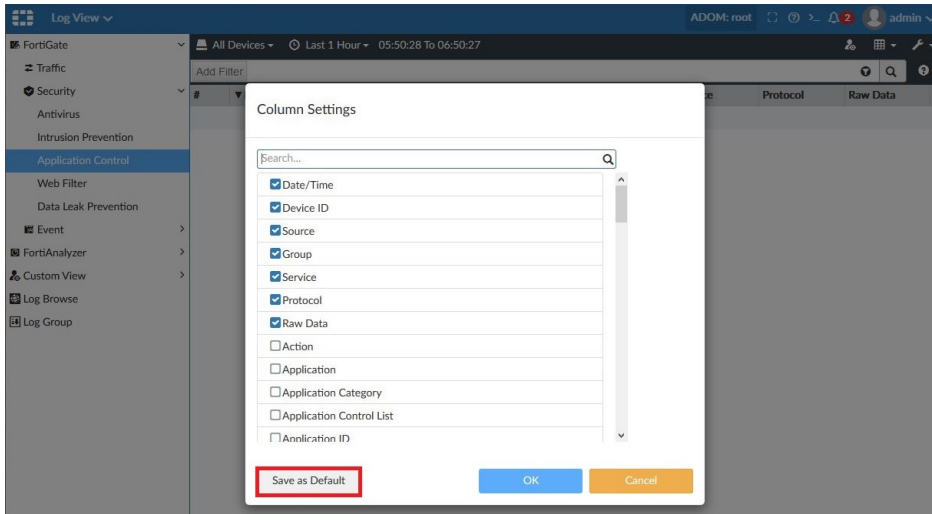 Log View
ADOM: root
2
admin
FortiGate
All Devices
Last 1 Hour
05:50:28 To 06:50:27
Traffic
Add Filter
Security
#
Protocol
Raw Data
Antivirus
Intrusion Prevention
Application Control
Web Filter
Data Leak Prevention
Event
FortiAnalyzer
Custom View
Log Browse
Log Group
Column Settings
Search...
Date/Time
Device ID
Source
Group
Service
Protocol
Raw Data
Action
Application
Application Category
Application Control List
Application ID
Save as Default
OK
Cancel